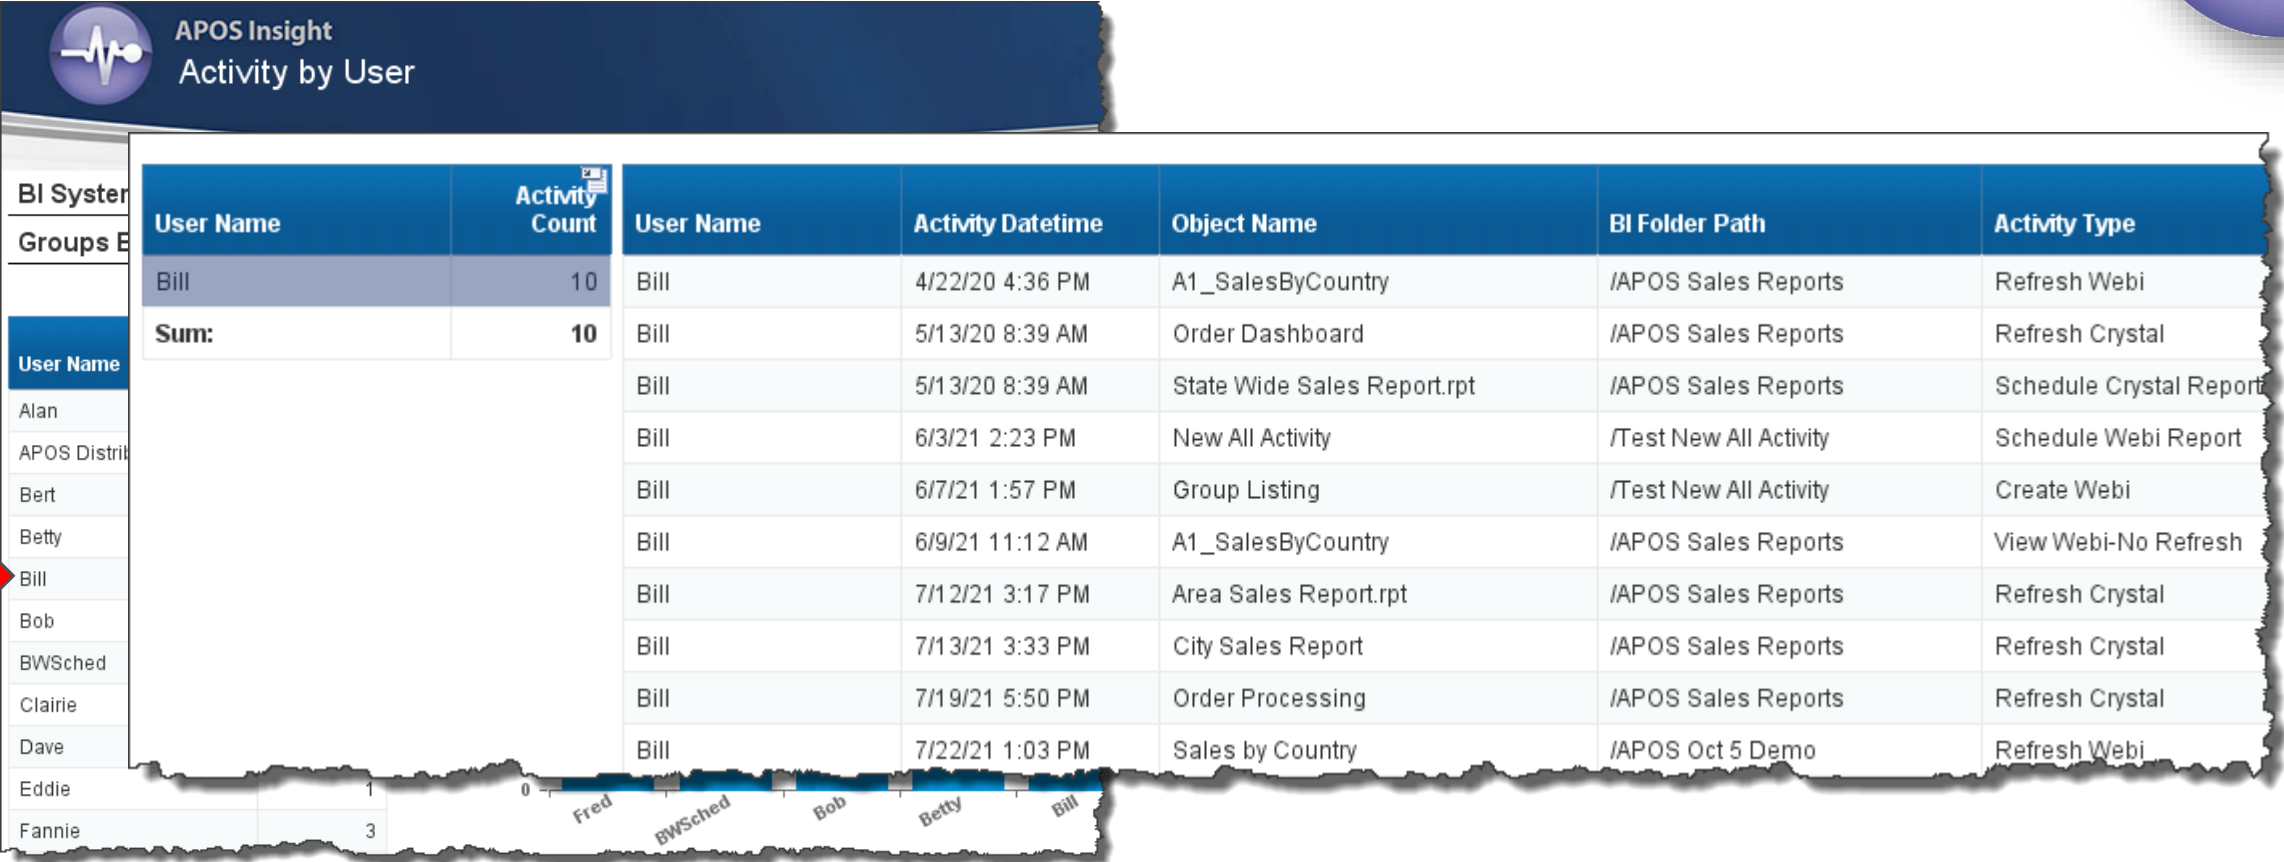 APOS Insight
Activity by User
BI System
Groups E
User Name
Alan
APOS Distrib
Bert
Betty
Bill
Bob
BWSched
Clairie
Dave
Eddie 1
Fannie 3
User Name Activity Count
Bill 10
Sum: 10
User Name Activity Datetime Object Name BI Folder Path Activity Type
Bill 4/22/20 4:36 PM A1_SalesByCountry /APOS Sales Reports Refresh Webi
Bill 5/13/20 8:39 AM Order Dashboard /APOS Sales Reports Refresh Crystal
Bill 5/13/20 8:39 AM State Wide Sales Report.rpt /APOS Sales Reports Schedule Crystal Report
Bill 6/3/21 2:23 PM New All Activity /Test New All Activity Schedule Webi Report
Bill 6/7/21 1:57 PM Group Listing /Test New All Activity Create Webi
Bill 6/9/21 11:12 AM A1_SalesByCountry /APOS Sales Reports View Webi-No Refresh
Bill 7/12/21 3:17 PM Area Sales Report.rpt /APOS Sales Reports Refresh Crystal
Bill 7/13/21 3:33 PM City Sales Report /APOS Sales Reports Refresh Crystal
Bill 7/19/21 5:50 PM Order Processing /APOS Sales Reports Refresh Crystal
Bill 7/22/21 1:03 PM Sales by Country /APOS Oct 5 Demo Refresh Webi
0
Fred BWSched Bob Betty Bill